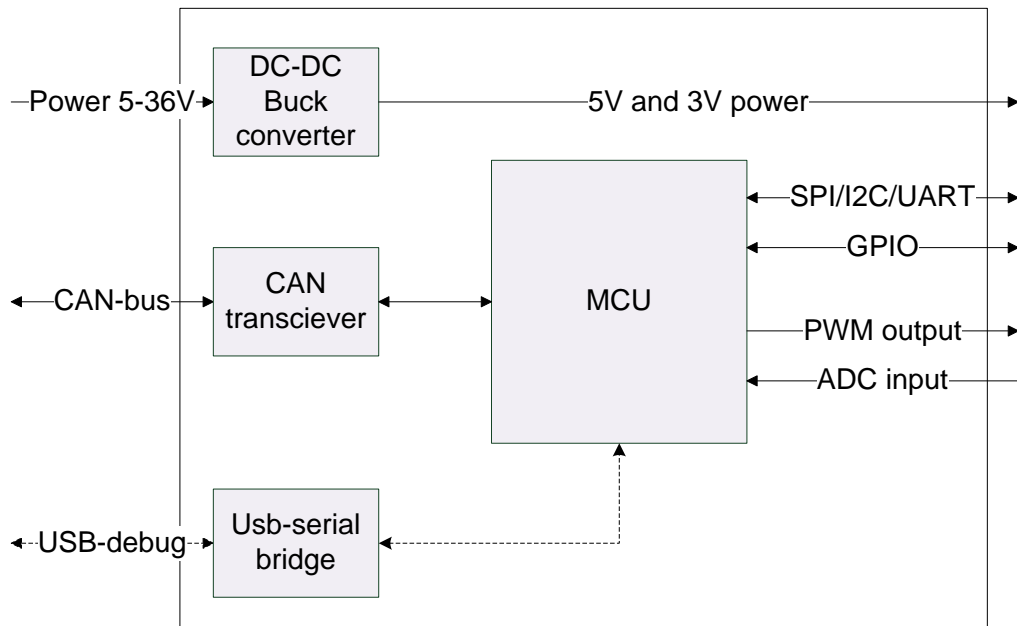 DC-DC
Buck
converter
Power 5-36V
5V and 3V power
SPI/I2C/UART
GPIO
CAN-bus
CAN
transciever
MCU
PWM output
ADC input
USB-debug
Usb-serial
bridge